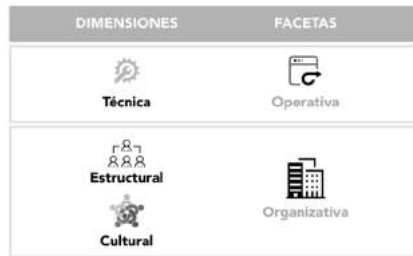 DIMENSIONES FACETAS
Técnica Operativa
Estructural
Organizativa
Cultural